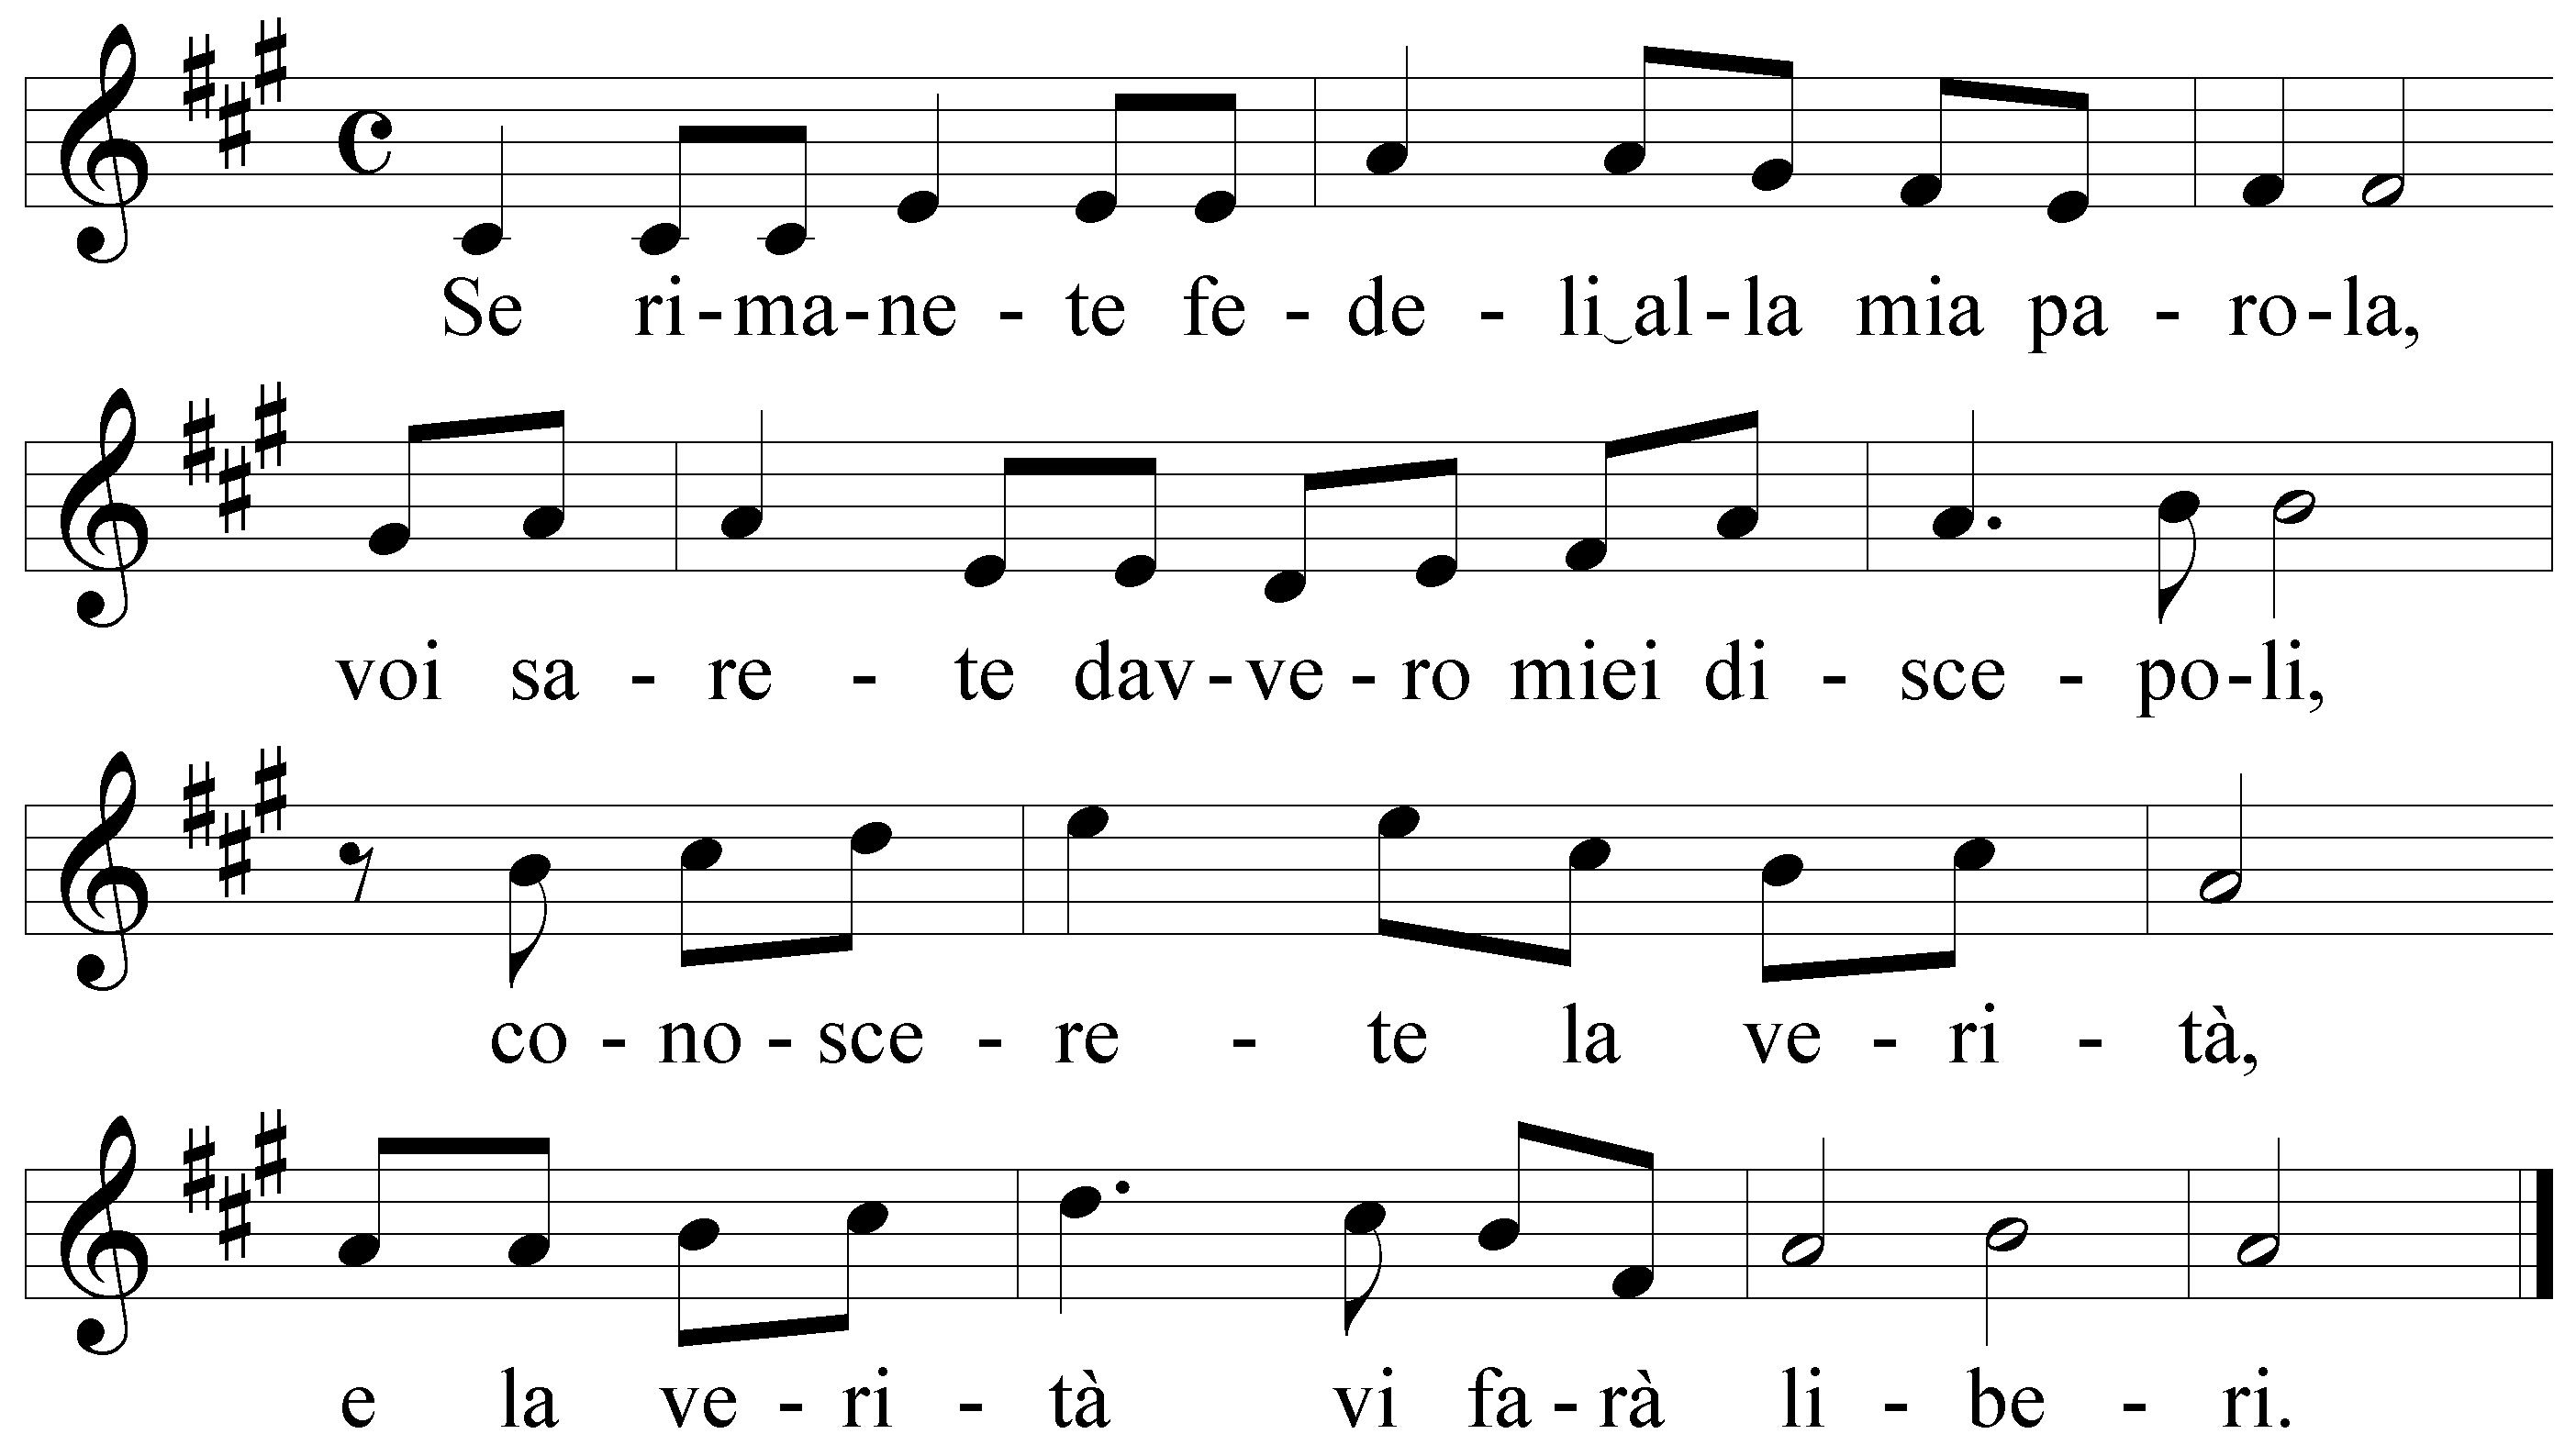 Se ri-ma-ne - te fe - de - li‿al-la mia pa - ro-la,
voi sa - re - te dav-ve-ro miei di - sce - po-li,
co - no-sce - re - te la ve - ri - tà,
e la ve - ri - tà vi fa-rà li - be - ri.